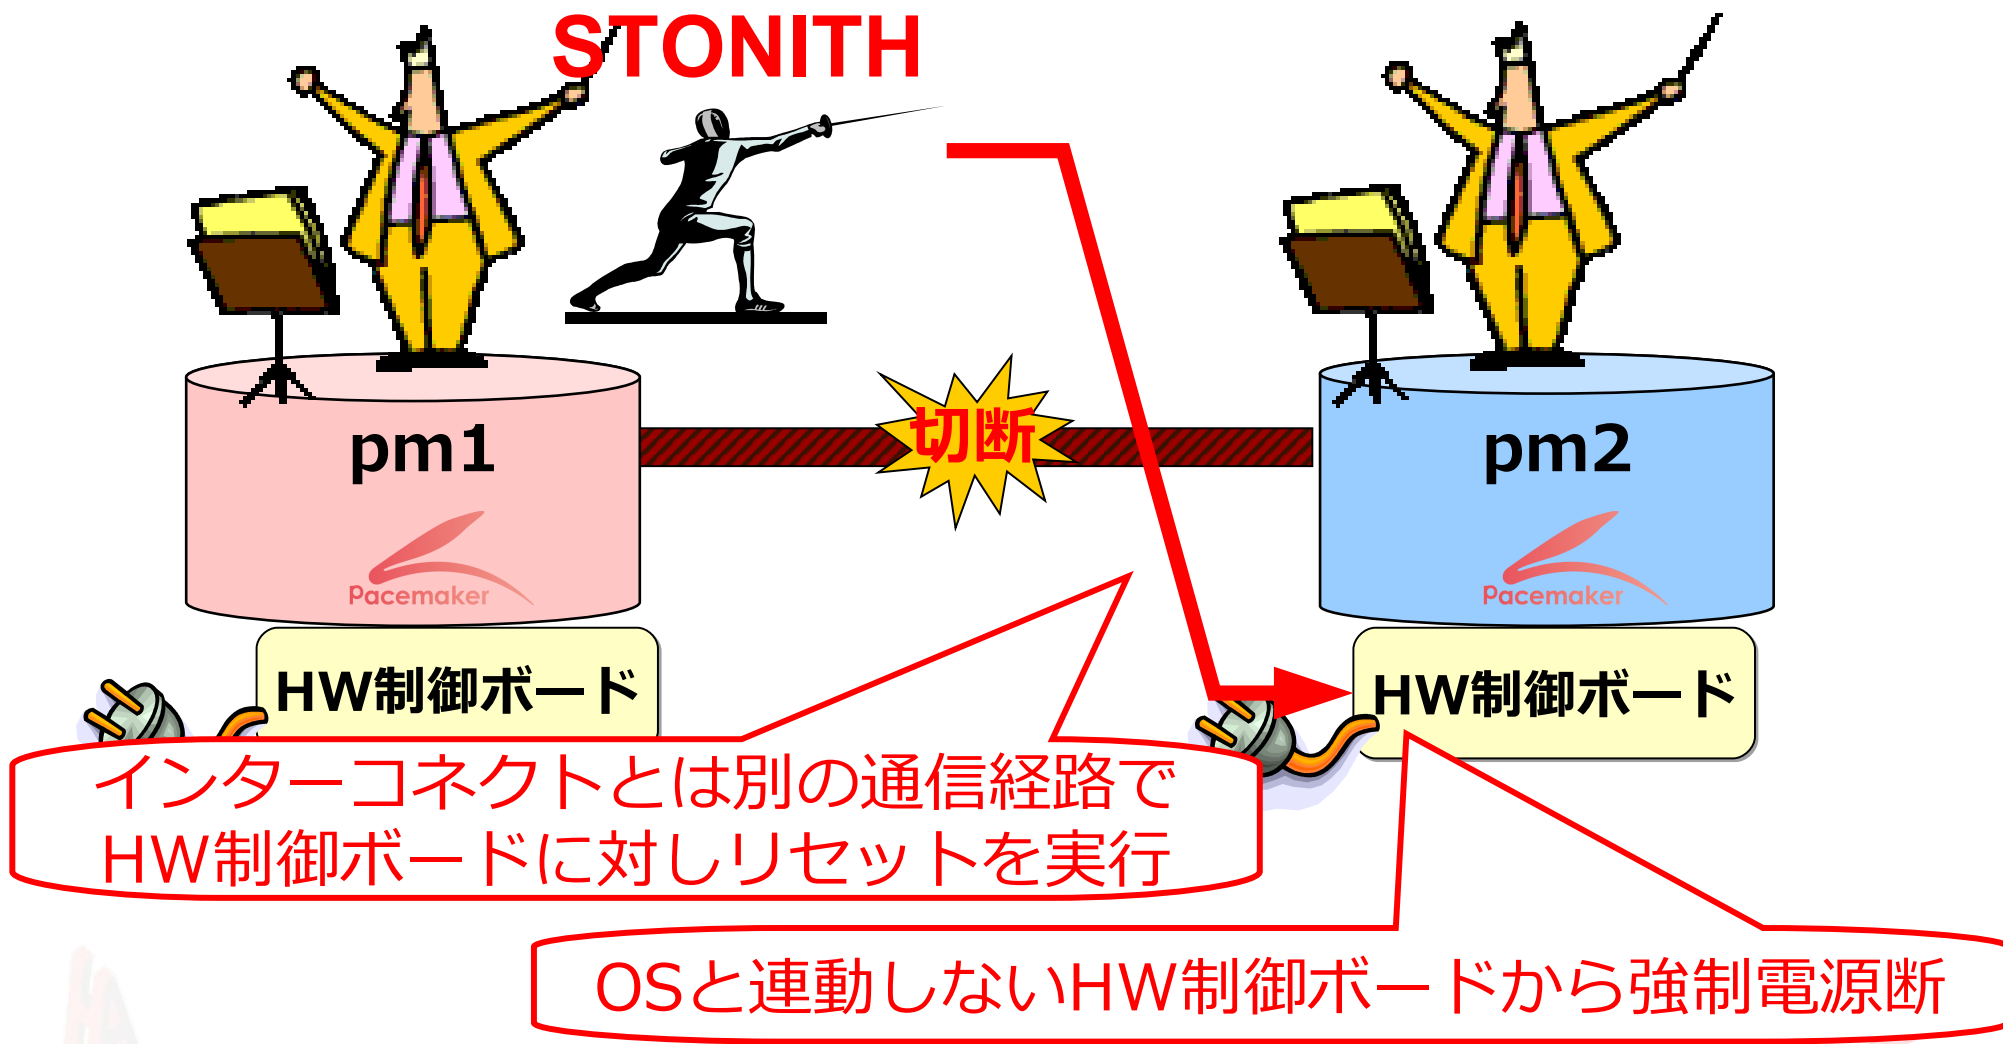 STONITH
切断
pm1
pm2
Pacemaker
Pacemaker
HW制御ボード
HW制御ボード
インターコネクトとは別の通信経路で
HW制御ボードに対しリセットを実行
OSと連動しないHW制御ボードから強制電源断